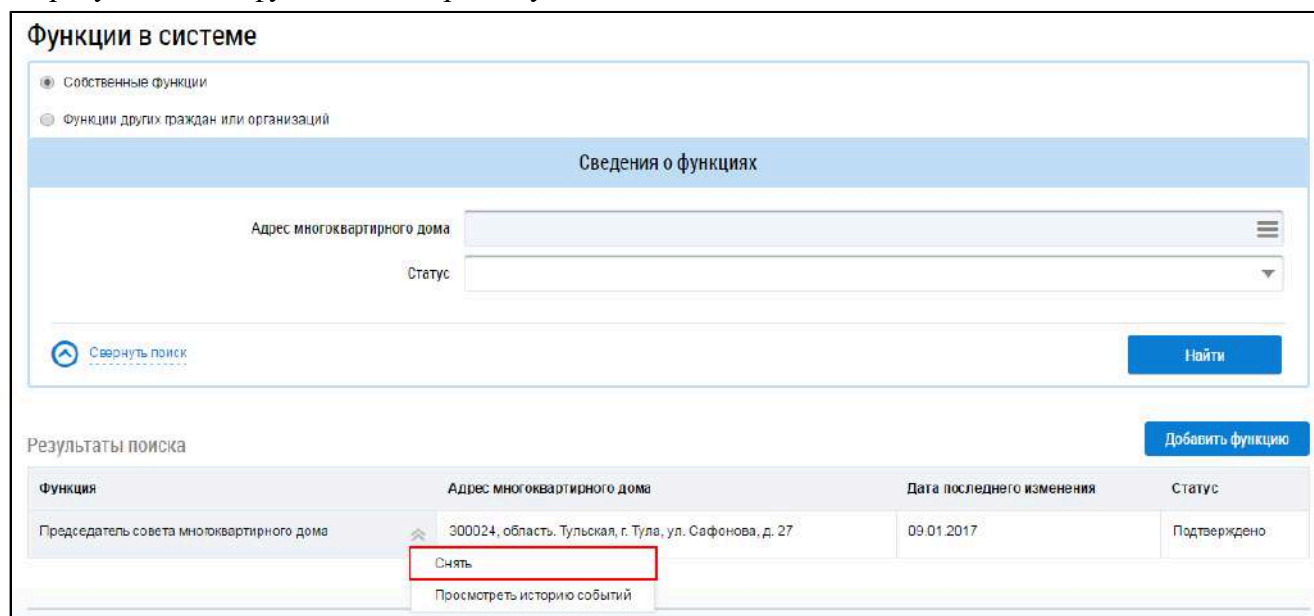 Функции в системе
Собственные функции
Функции других граждан или организаций
Сведения о функциях
Адрес многоквартирного дома
Статус
Свернуть поиск
Найти
Результаты поиска
Добавить функцию
Функция Адрес многоквартирного дома Дата последнего изменения Статус
Председатель совета многоквартирного дома 300024, область. Тульская, г. Тула, ул. Сафонова, д. 27 09.01.2017 Подтверждено
Снять
Просмотреть историю событий